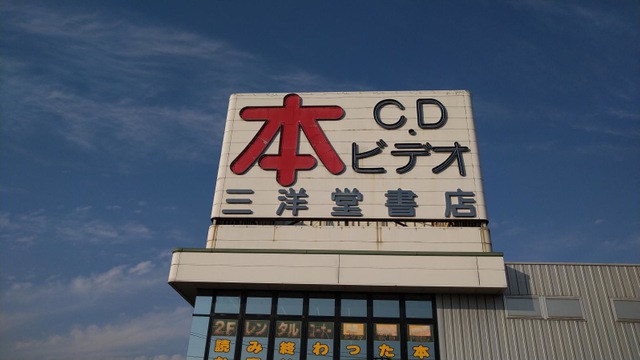 本
CD
・
ビデオ
三洋堂書店
2F レンタルコーナー
読み終わった本